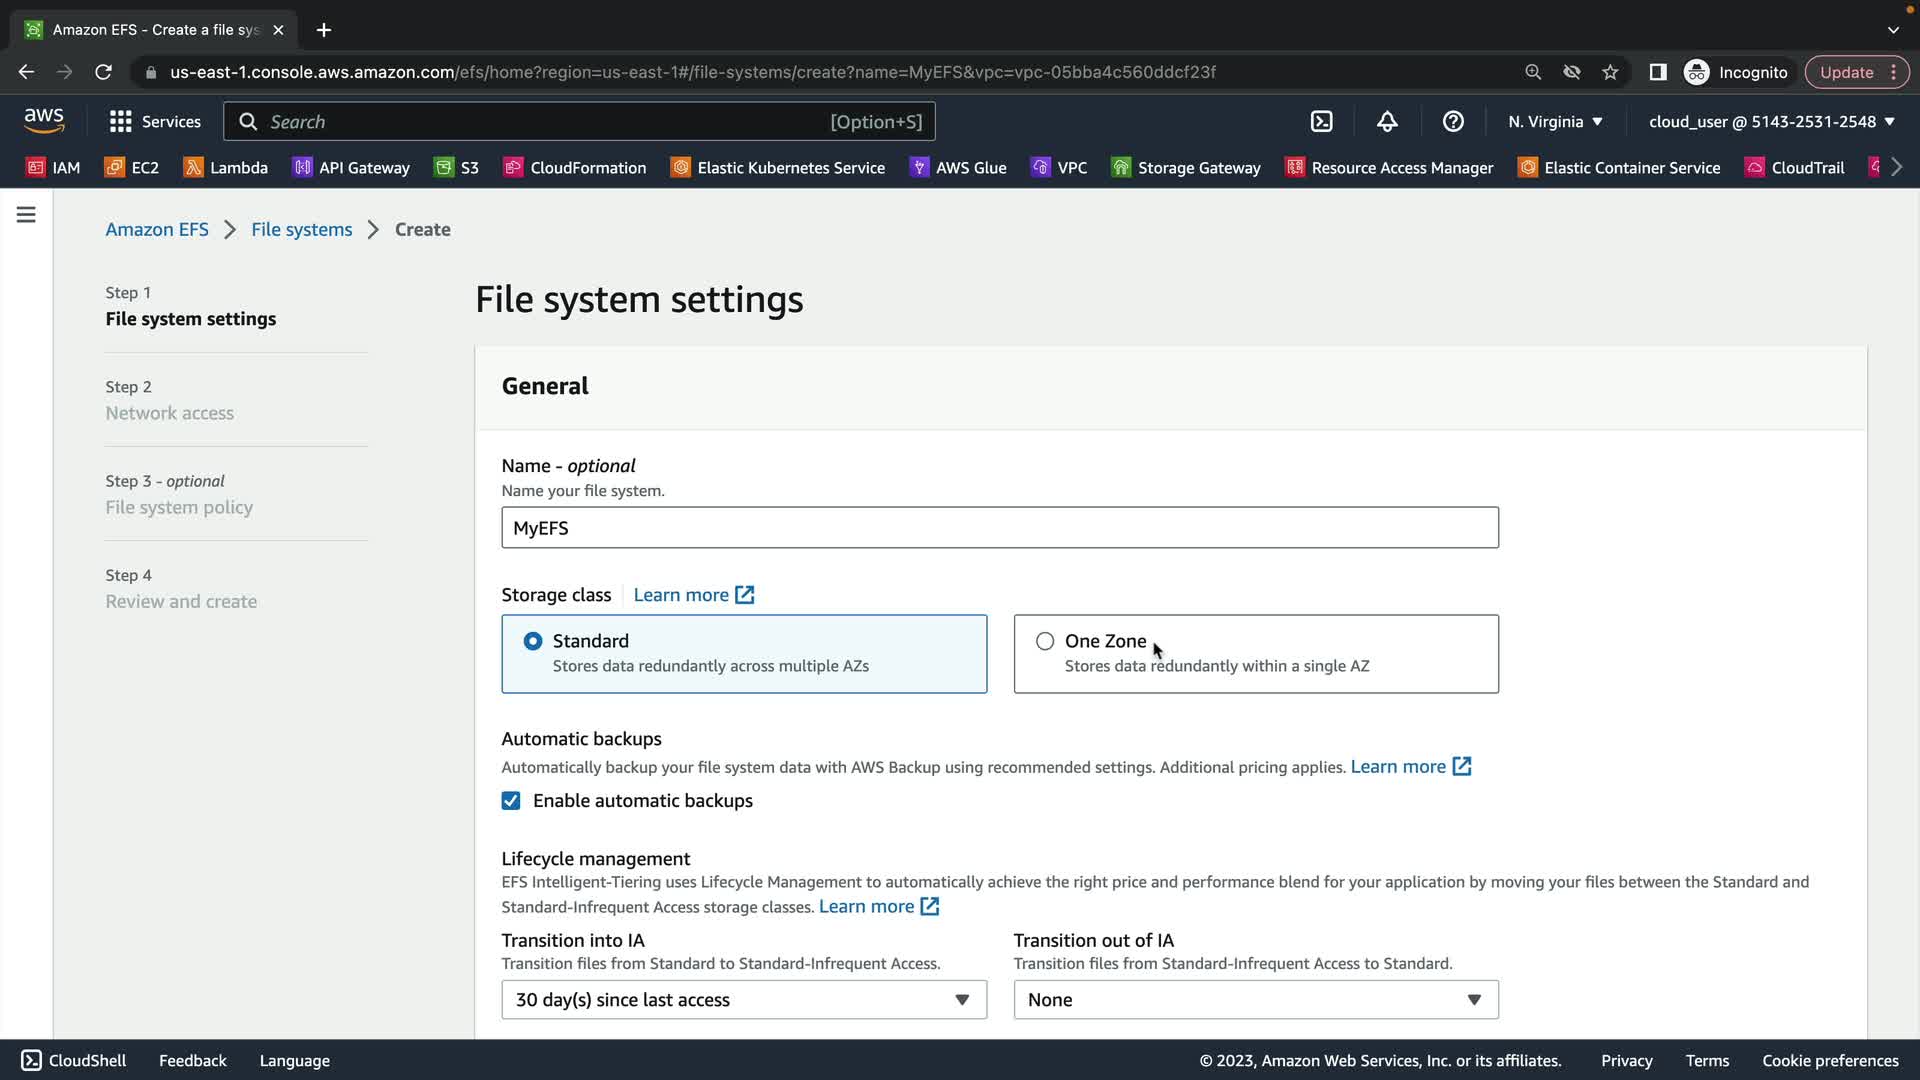 Amazon EFS - Create a file sys
us-east-1.console.aws.amazon.com/efs/home?region=us-east-1#/file-systems/create?name=MyEFS&vpc=vpc-05bba4c560ddcf23f
Incognito
Update
aws
Services
Search
[Option+S]
N. Virginia
cloud_user @ 5143-2531-2548
IAM
EC2
Lambda
API Gateway
S3
CloudFormation
Elastic Kubernetes Service
AWS Glue
VPC
Storage Gateway
Resource Access Manager
Elastic Container Service
CloudTrail
Amazon EFS
File systems
Create
Step 1
File system settings
Step 2
Network access
Step 3 - optional
File system policy
Step 4
Review and create
File system settings
General
Name - optional
Name your file system.
MyEFS
Storage class
Learn more
Standard
Stores data redundantly across multiple AZs
One Zone
Stores data redundantly within a single AZ
Automatic backups
Automatically backup your file system data with AWS Backup using recommended settings. Additional pricing applies. Learn more
Enable automatic backups
Lifecycle management
EFS Intelligent-Tiering uses Lifecycle Management to automatically achieve the right price and performance blend for your application by moving your files between the Standard and
Standard-Infrequent Access storage classes. Learn more
Transition into IA
Transition files from Standard to Standard-Infrequent Access.
30 day(s) since last access
Transition out of IA
Transition files from Standard-Infrequent Access to Standard.
None
CloudShell
Feedback
Language
© 2023, Amazon Web Services, Inc. or its affiliates.
Privacy
Terms
Cookie preferences